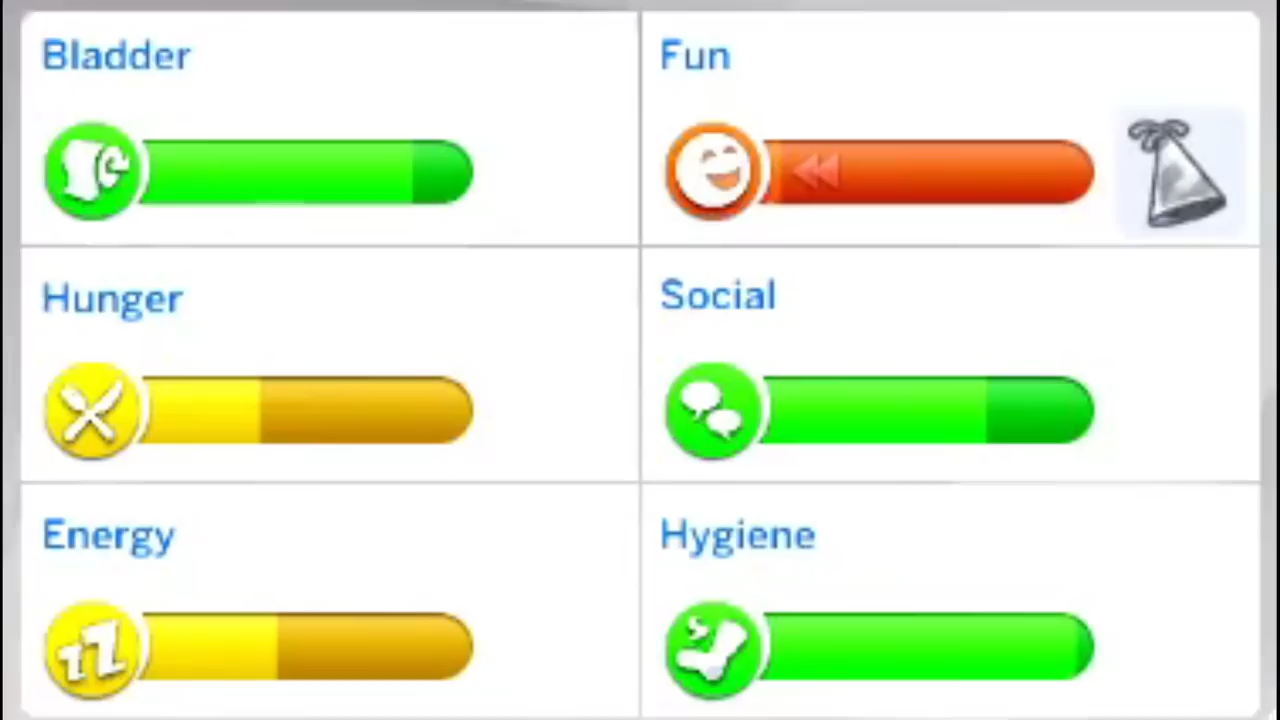 Bladder
Fun
Hunger
Social
Energy
Hygiene